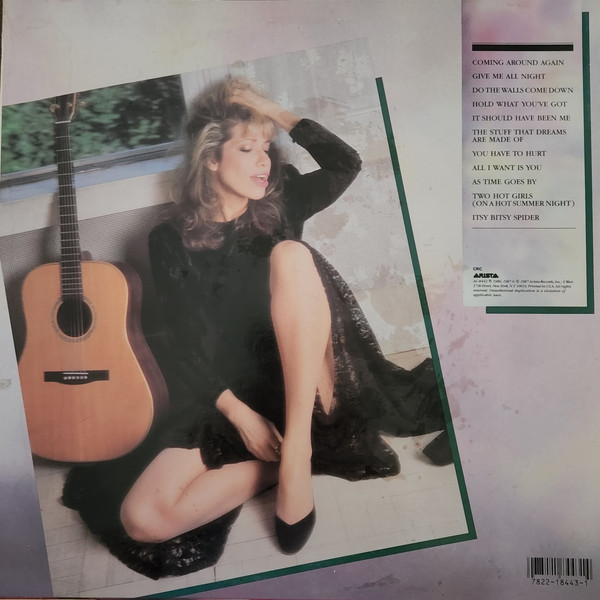 COMING AROUND AGAIN
GIVE ME ALL NIGHT
DO THE WALLS COME DOWN
HOLD WHAT YOU'VE GOT
IT SHOULD HAVE BEEN ME
THE STUFF THAT DREAMS
ARE MADE OF
YOU HAVE TO HURT
ALL I WANT IS YOU
AS TIME GOES BY
TWO HOT GIRLS
(ON A HOT SUMMER NIGHT)
ITSY BITSY SPIDER
CRC
ARISTA
7822-18443-1